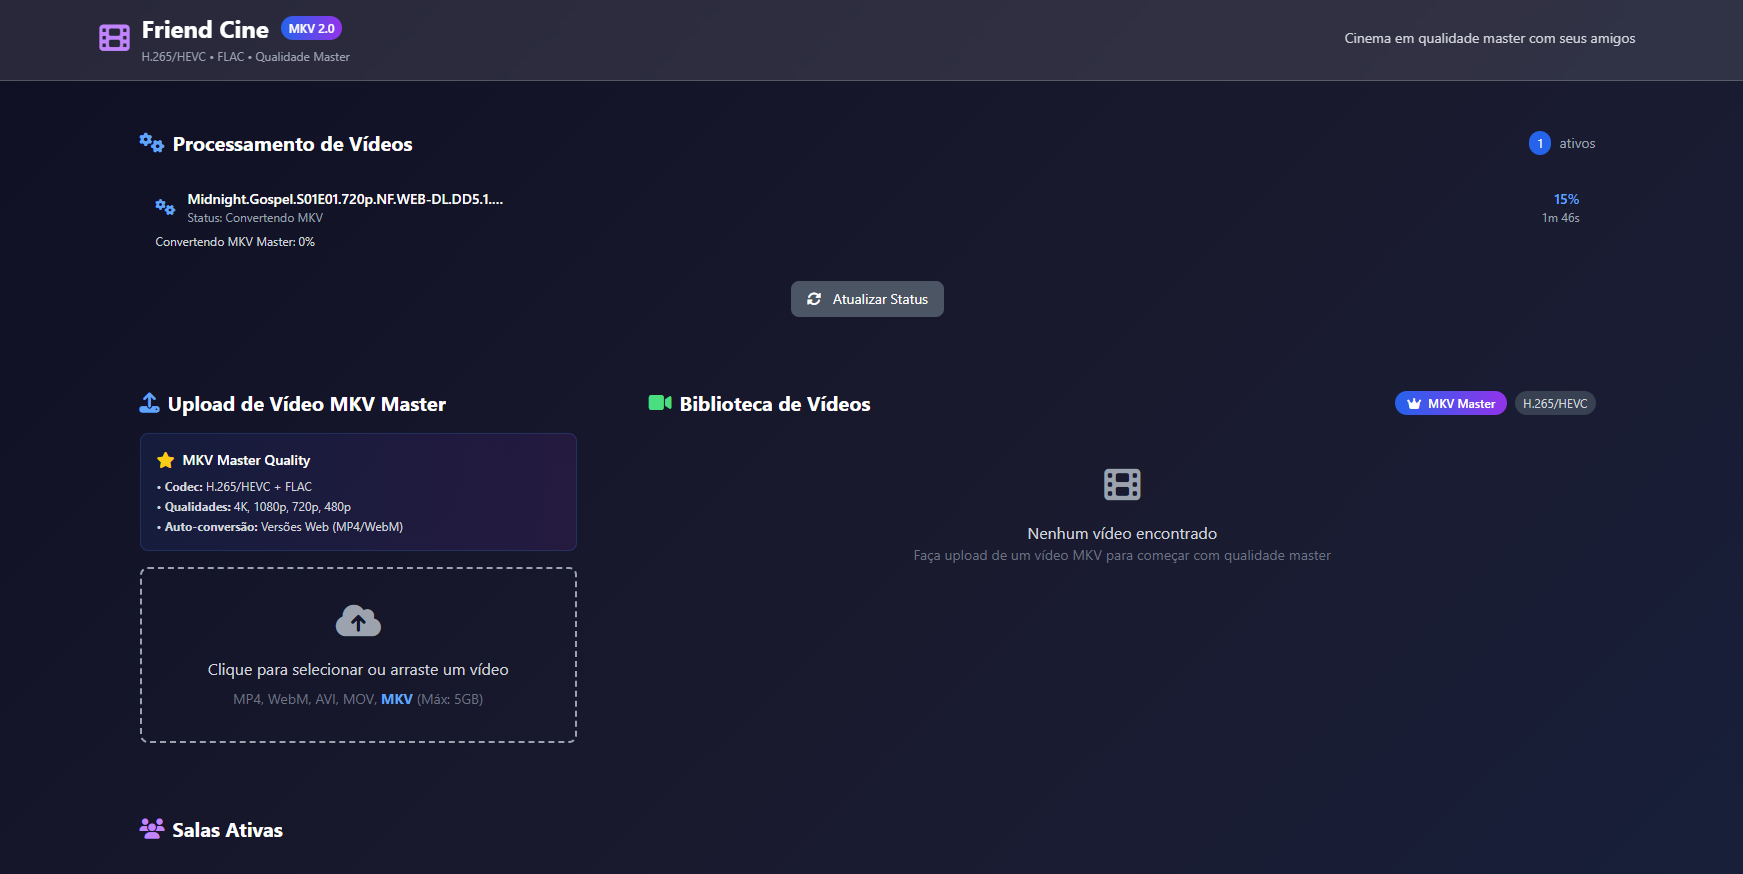 Friend Cine MKV 2.0
H.265/HEVC • FLAC • Qualidade Master
Cinema em qualidade master com seus amigos
Processamento de Vídeos
1 ativos
Midnight.Gospel.S01E01.720p.NF.WEB-DL.DD5.1....
15%
Status: Convertendo MKV
1m 46s
Convertendo MKV Master: 0%
Atualizar Status
Upload de Vídeo MKV Master
MKV Master Quality
• Codec: H.265/HEVC + FLAC
• Qualidades: 4K, 1080p, 720p, 480p
• Auto-conversão: Versões Web (MP4/WebM)
Clique para selecionar ou arraste um vídeo
MP4, WebM, AVI, MOV, MKV (Máx: 5GB)
Biblioteca de Vídeos
MKV Master H.265/HEVC
Nenhum vídeo encontrado
Faça upload de um vídeo MKV para começar com qualidade master
Salas Ativas